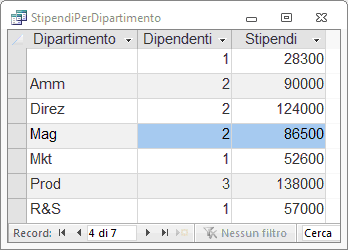 StipendiPerDipartimento
Dipartimento Dipendenti Stipendi
1 28300
Amm 2 90000
Direz 2 124000
Mag 2 86500
Mkt 1 52600
Prod 3 138000
R&S 1 57000
Record: 4 di 7 Nessun filtro Cerca